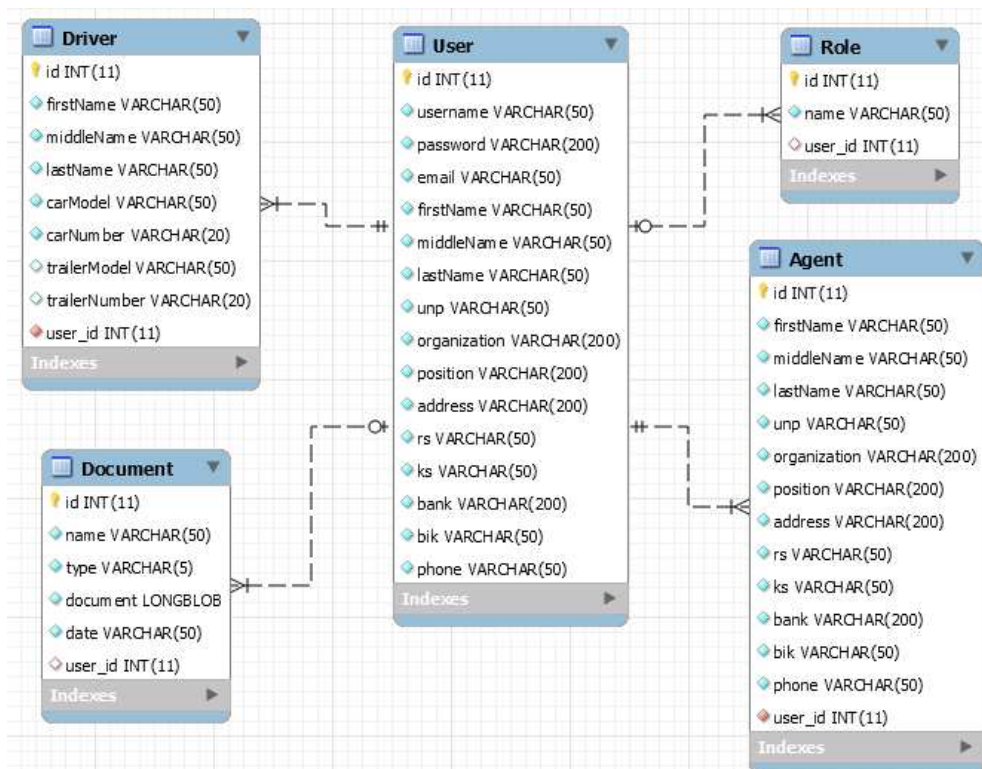 Driver
id INT(11)
firstName VARCHAR(50)
middleName VARCHAR(50)
lastName VARCHAR(50)
carModel VARCHAR(50)
carNumber VARCHAR(20)
trailerModel VARCHAR(50)
trailerNumber VARCHAR(20)
user_id INT(11)
Indexes
User
id INT(11)
username VARCHAR(50)
password VARCHAR(200)
email VARCHAR(50)
firstName VARCHAR(50)
middleName VARCHAR(50)
lastName VARCHAR(50)
unp VARCHAR(50)
organization VARCHAR(200)
position VARCHAR(200)
address VARCHAR(200)
rs VARCHAR(50)
ks VARCHAR(50)
bank VARCHAR(200)
bik VARCHAR(50)
phone VARCHAR(50)
Indexes
Role
id INT(11)
name VARCHAR(50)
user_id INT(11)
Indexes
Document
id INT(11)
name VARCHAR(50)
type VARCHAR(5)
document LONGBLOB
date VARCHAR(50)
user_id INT(11)
Indexes
Agent
id INT(11)
firstName VARCHAR(50)
middleName VARCHAR(50)
lastName VARCHAR(50)
unp VARCHAR(50)
organization VARCHAR(200)
position VARCHAR(200)
address VARCHAR(200)
rs VARCHAR(50)
ks VARCHAR(50)
bank VARCHAR(200)
bik VARCHAR(50)
phone VARCHAR(50)
user_id INT(11)
Indexes